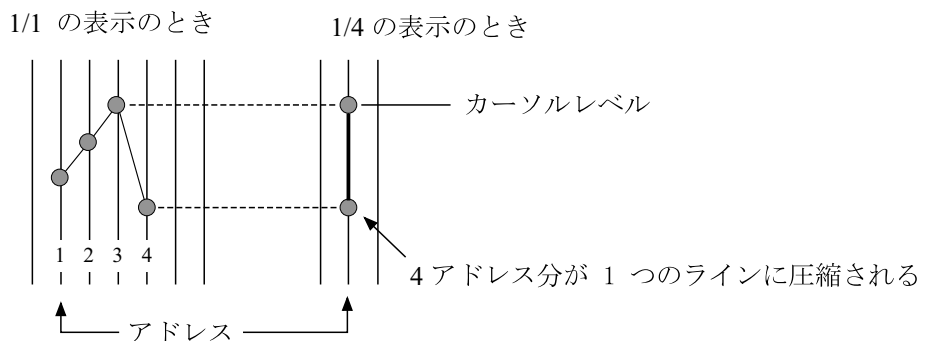 1/1 の表示のとき
1/4 の表示のとき
カーソルレベル
1 2 3 4
4 アドレス分が 1 つのラインに圧縮される
アドレス